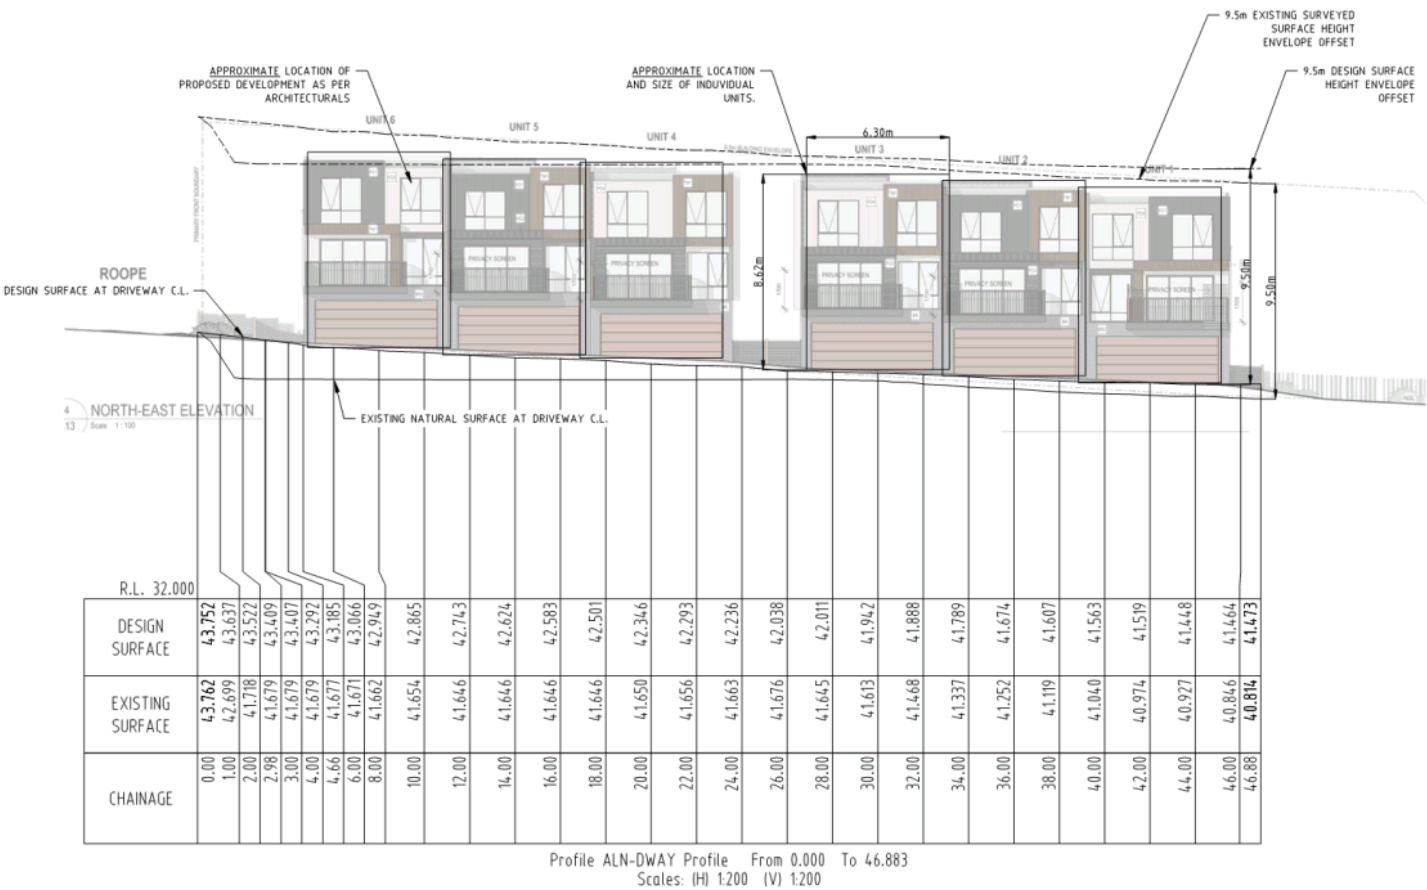 9.5m EXISTING SURVEYED
SURFACE HEIGHT
ENVELOPE OFFSET
APPROXIMATE LOCATION OF
PROPOSED DEVELOPMENT AS PER
ARCHITECTURALS
APPROXIMATE LOCATION
AND SIZE OF INDUVIDUAL
UNITS.
9.5m DESIGN SURFACE
HEIGHT ENVELOPE
OFFSET
UNIT 6
UNIT 5
UNIT 4
6.30m
UNIT 3
UNIT 2
UNIT 1
PRIMARY FRONT BOUNDARY
8.62m
9.50m
9.50m
PRIVACY SCREEN
PRIVACY SCREEN
PRIVACY SCREEN
PRIVACY SCREEN
PRIVACY SCREEN
ROOPE
DESIGN SURFACE AT DRIVEWAY C.L.
EXISTING NATURAL SURFACE AT DRIVEWAY C.L.
4 NORTH-EAST ELEVATION
13 Scale 1:100
R.L. 32.000
DESIGN SURFACE 43.752 43.637 43.522 43.409 43.407 43.292 43.185 43.066 42.949 42.865 42.743 42.624 42.583 42.501 42.346 42.293 42.236 42.038 42.011 41.942 41.888 41.789 41.674 41.607 41.563 41.519 41.448 41.464 41.473
EXISTING SURFACE 43.762 42.699 41.718 41.679 41.679 41.679 41.677 41.671 41.662 41.654 41.646 41.646 41.646 41.646 41.650 41.656 41.663 41.676 41.645 41.613 41.468 41.337 41.252 41.119 41.040 40.974 40.927 40.846 40.814
CHAINAGE 0.00 1.00 2.00 2.98 3.00 4.00 4.66 6.00 8.00 10.00 12.00 14.00 16.00 18.00 20.00 22.00 24.00 26.00 28.00 30.00 32.00 34.00 36.00 38.00 40.00 42.00 44.00 46.00 46.88
Profile ALN-DWAY Profile From 0.000 To 46.883
Scales: (H) 1:200 (V) 1:200